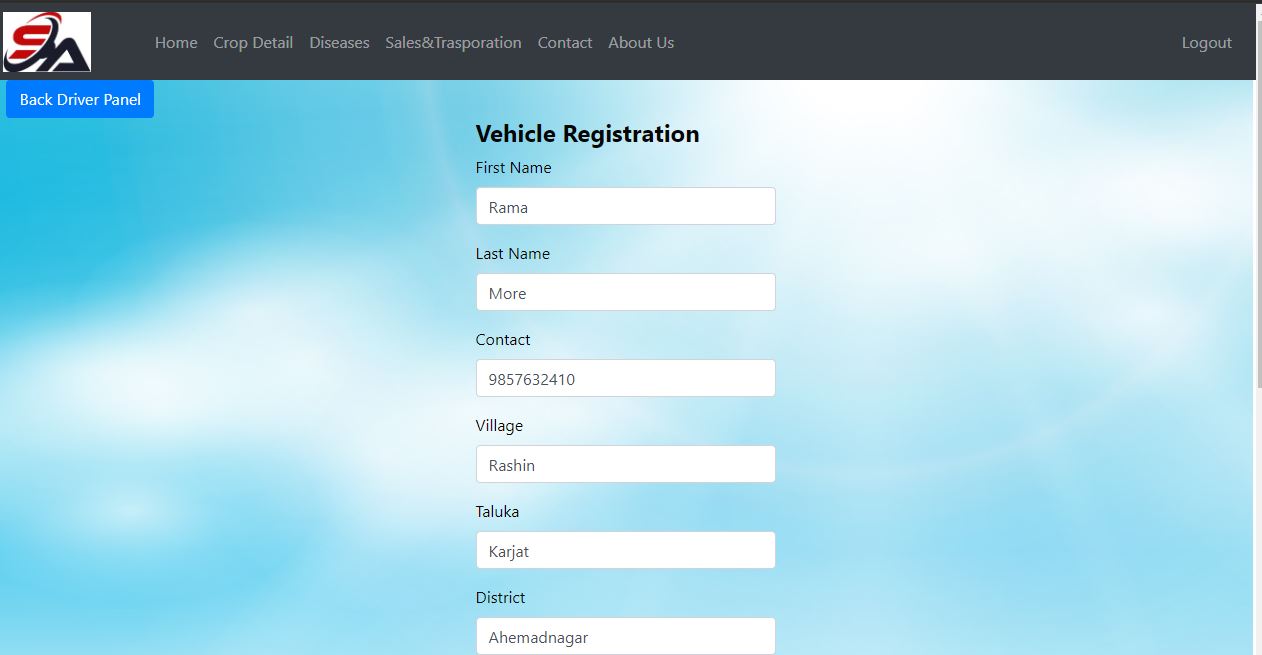 SA
Home Crop Detail Diseases Sales&Trasporation Contact About Us Logout
Back Driver Panel
Vehicle Registration
First Name
Rama
Last Name
More
Contact
9857632410
Village
Rashin
Taluka
Karjat
District
Ahemadnagar